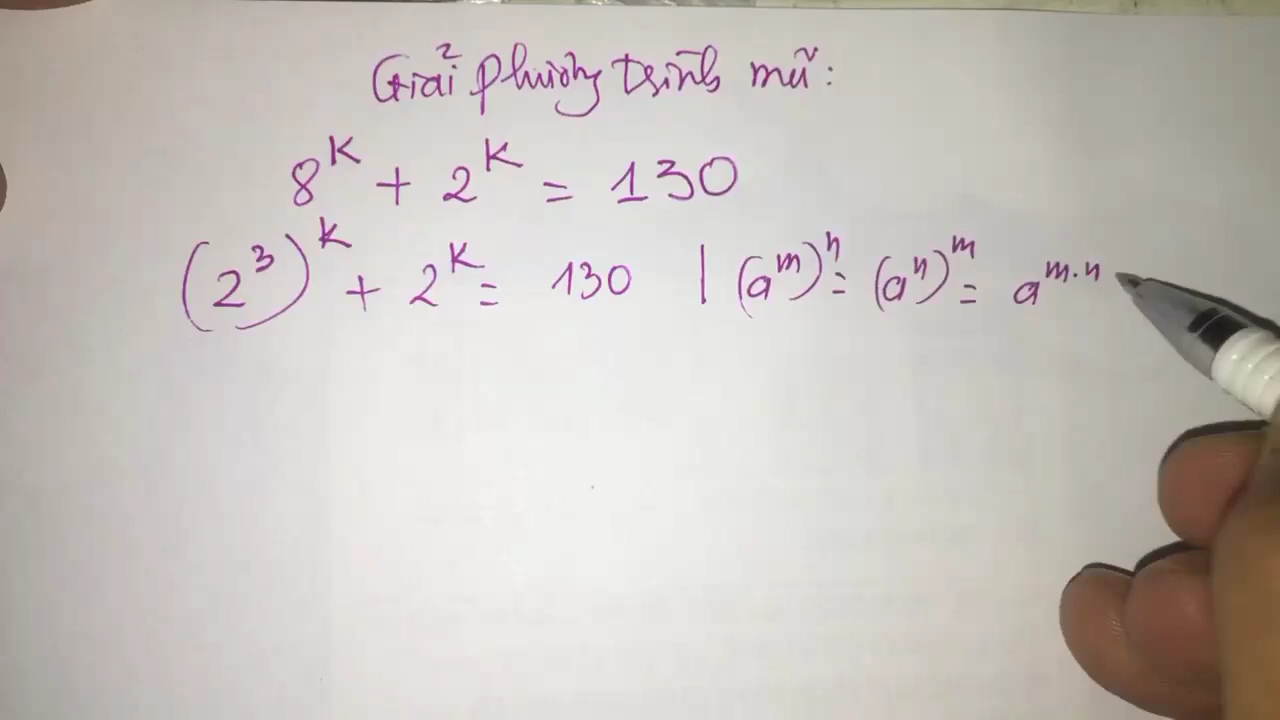 Giải phương trình mũ:
8^k + 2^k = 130
(2^3)^k + 2^k = 130 | (a^m)^n = (a^n)^m = a^{m.n}